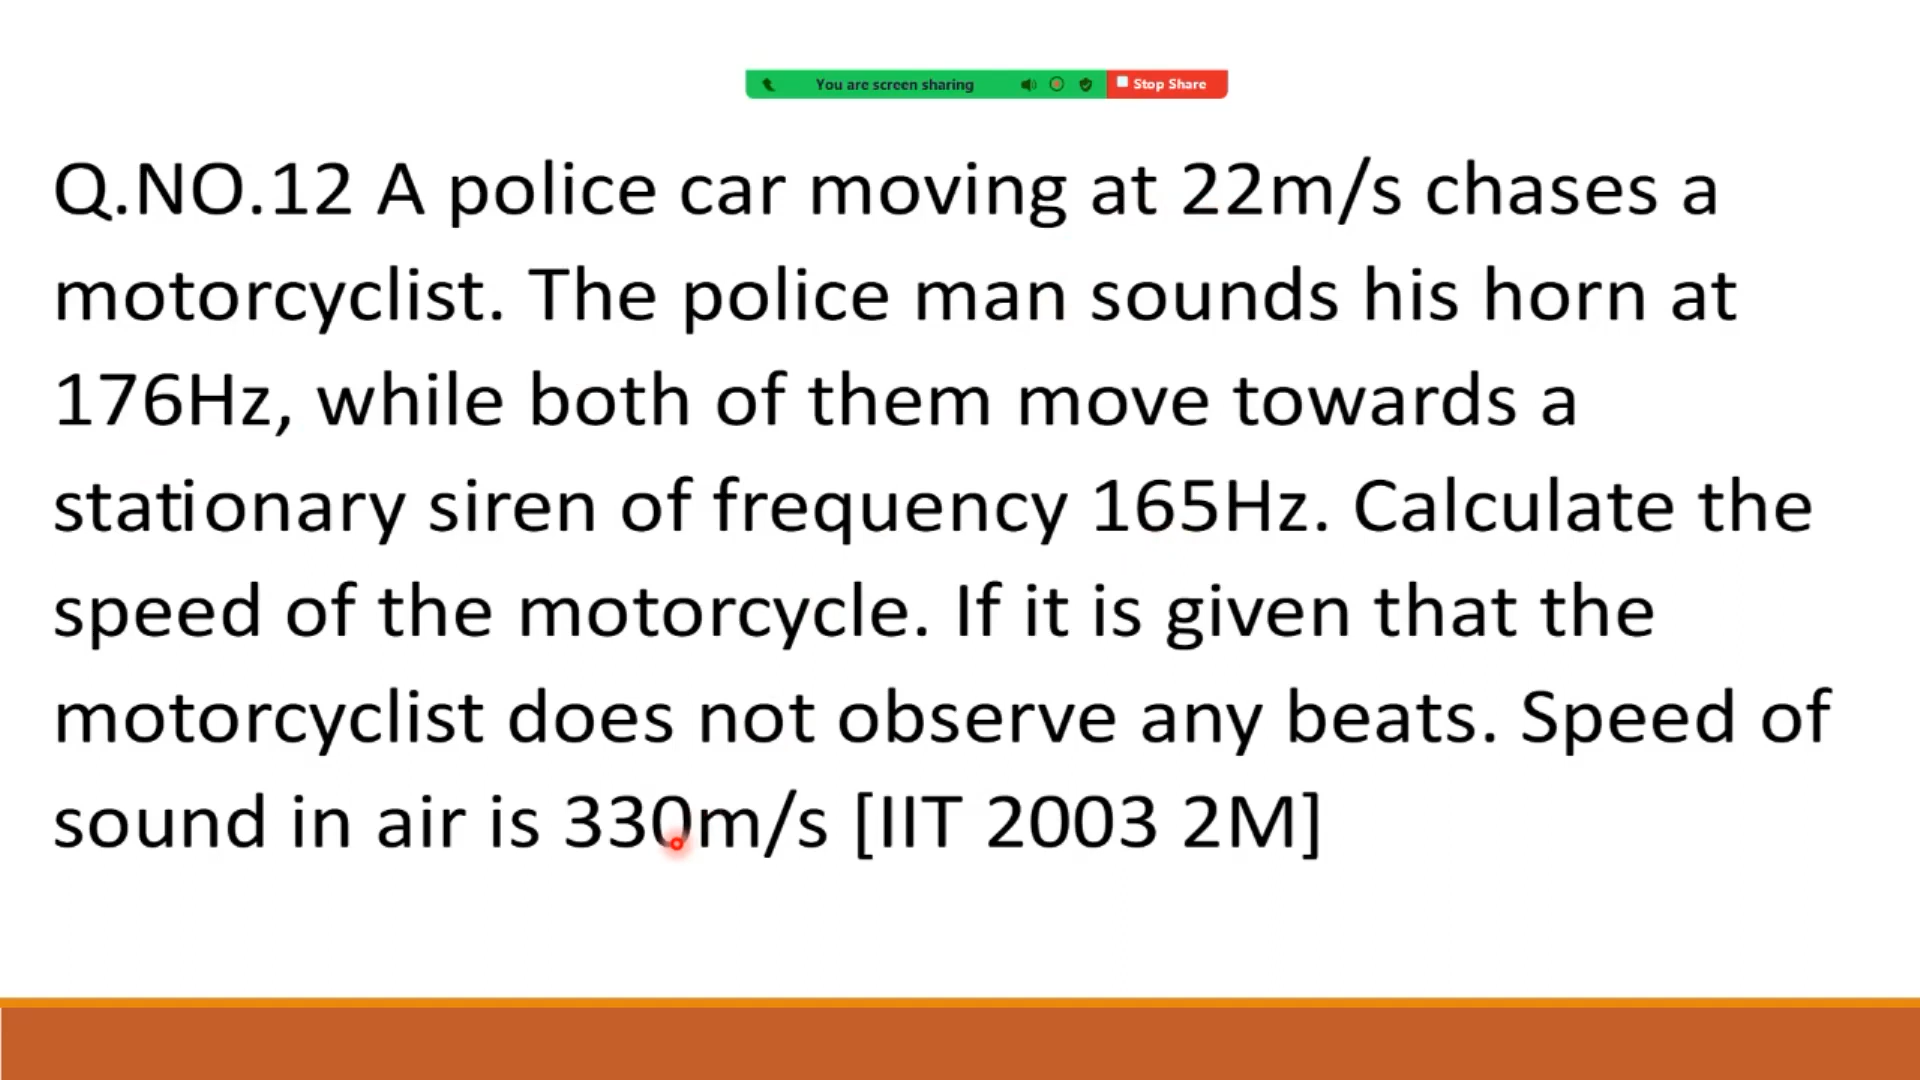 You are screen sharing Stop Share
Q.NO.12 A police car moving at 22m/s chases a
motorcyclist. The police man sounds his horn at
176Hz, while both of them move towards a
stationary siren of frequency 165Hz. Calculate the
speed of the motorcycle. If it is given that the
motorcyclist does not observe any beats. Speed of
sound in air is 330m/s [IIT 2003 2M]